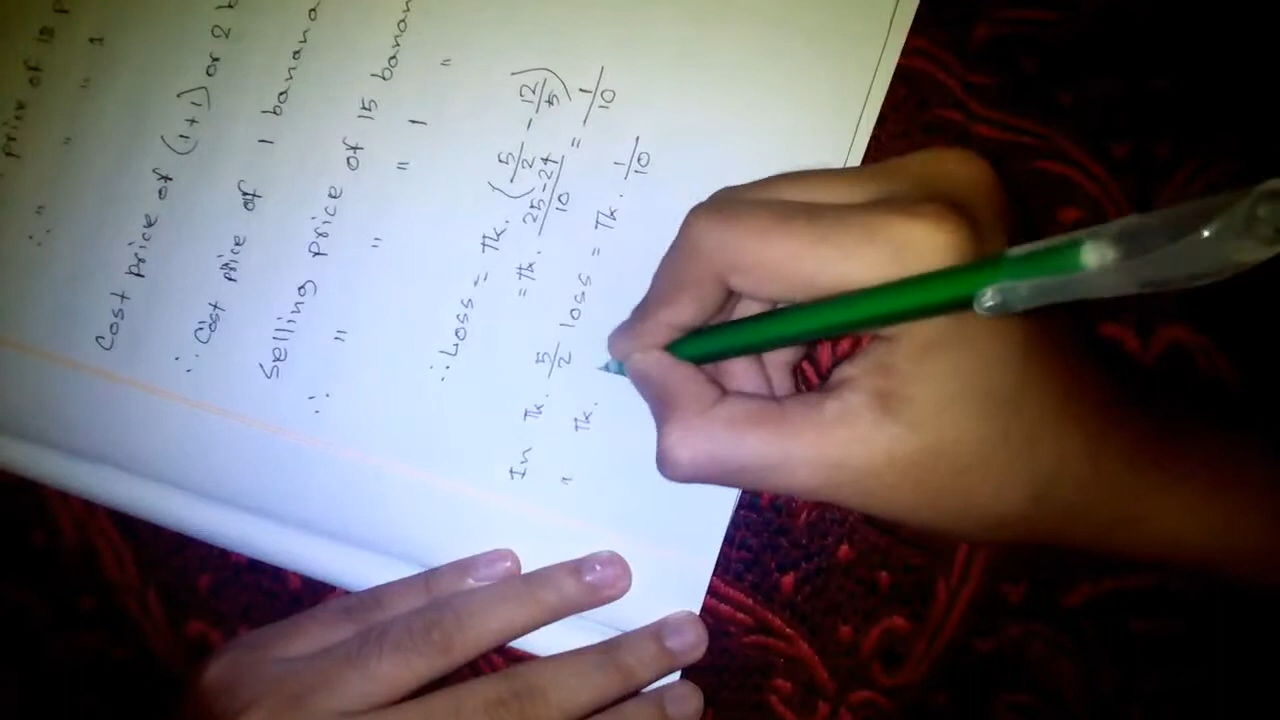 price of 12
∴ " " " 1
Cost price of (1+1) or 2
∴ Cost price of 1 banana
Selling price of 15 banan
∴ " " " 1 "
∴ Loss = Tk. (5/2 - 12/5)
= Tk. 25-24/10 = 1/10
In Tk. 5/2 loss = Tk. 1/10
" Tk.